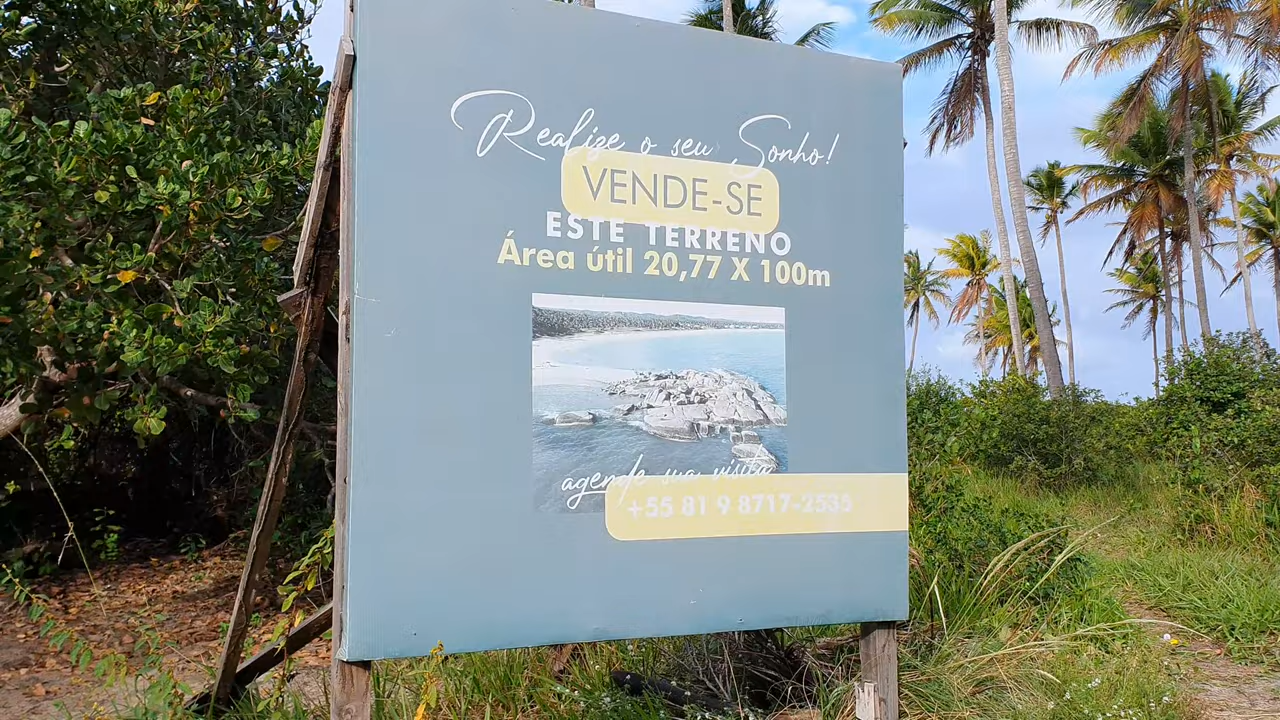 Realize o seu Sonho!
VENDE-SE
ESTE TERRENO
Área útil 20,77 X 100m
agende sua visita
+55 81 9 8717-2535